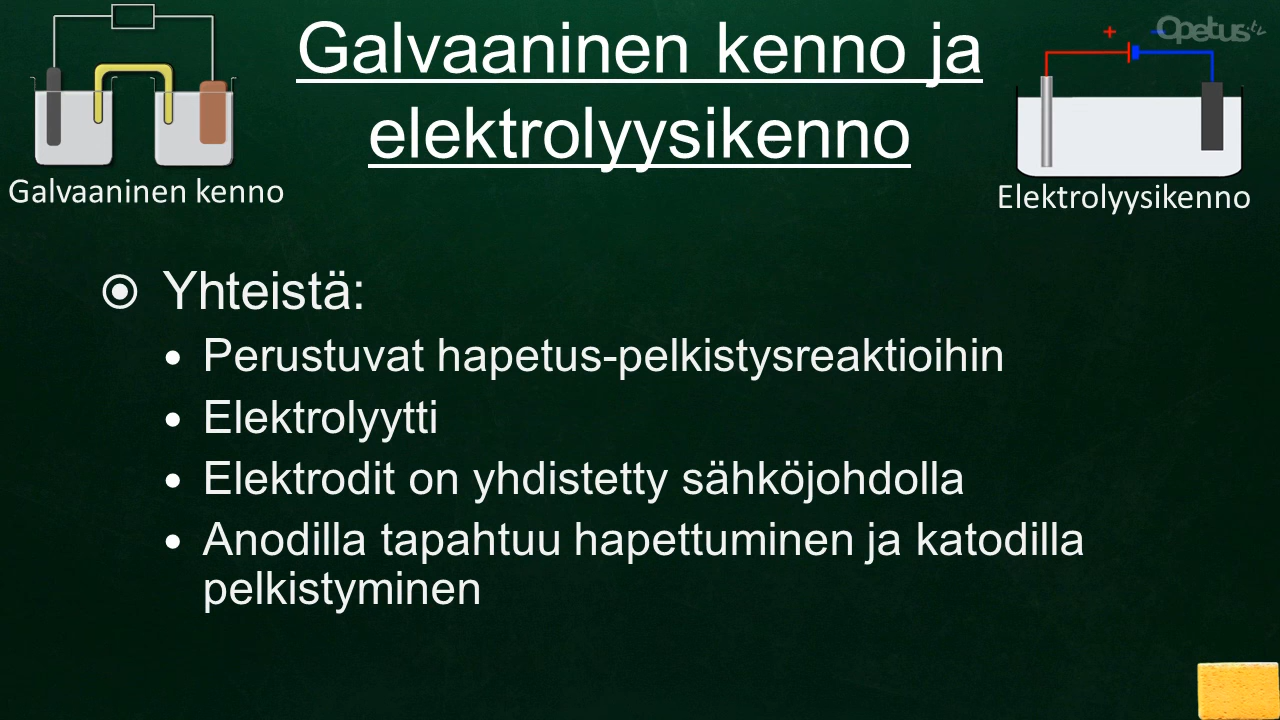 Opetus.tv
Galvaaninen kenno ja
elektrolyysikenno
+
-
Galvaaninen kenno
Elektrolyysikenno
Yhteistä:
• Perustuvat hapetus-pelkistysreaktioihin
• Elektrolyytti
• Elektrodit on yhdistetty sähköjohdolla
• Anodilla tapahtuu hapettuminen ja katodilla
pelkistyminen